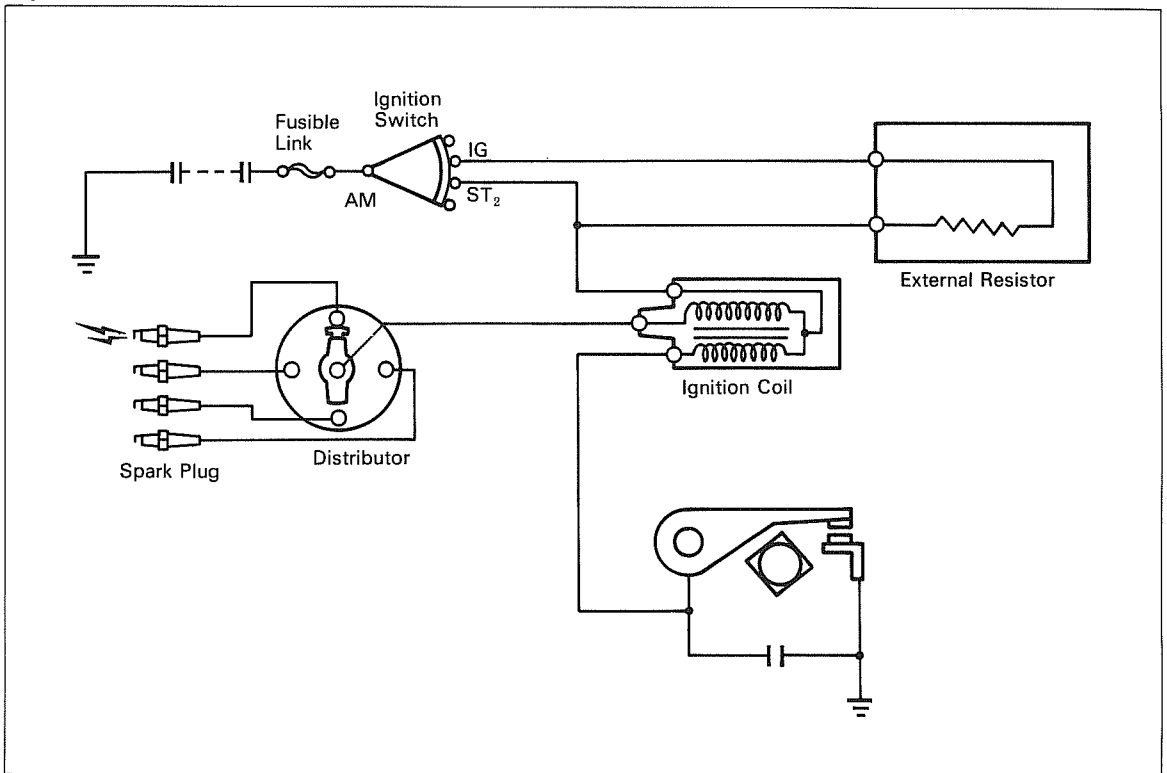 Ignition
Switch
Fusible
Link
IG
AM
ST₂
External Resistor
Ignition Coil
Distributor
Spark Plug